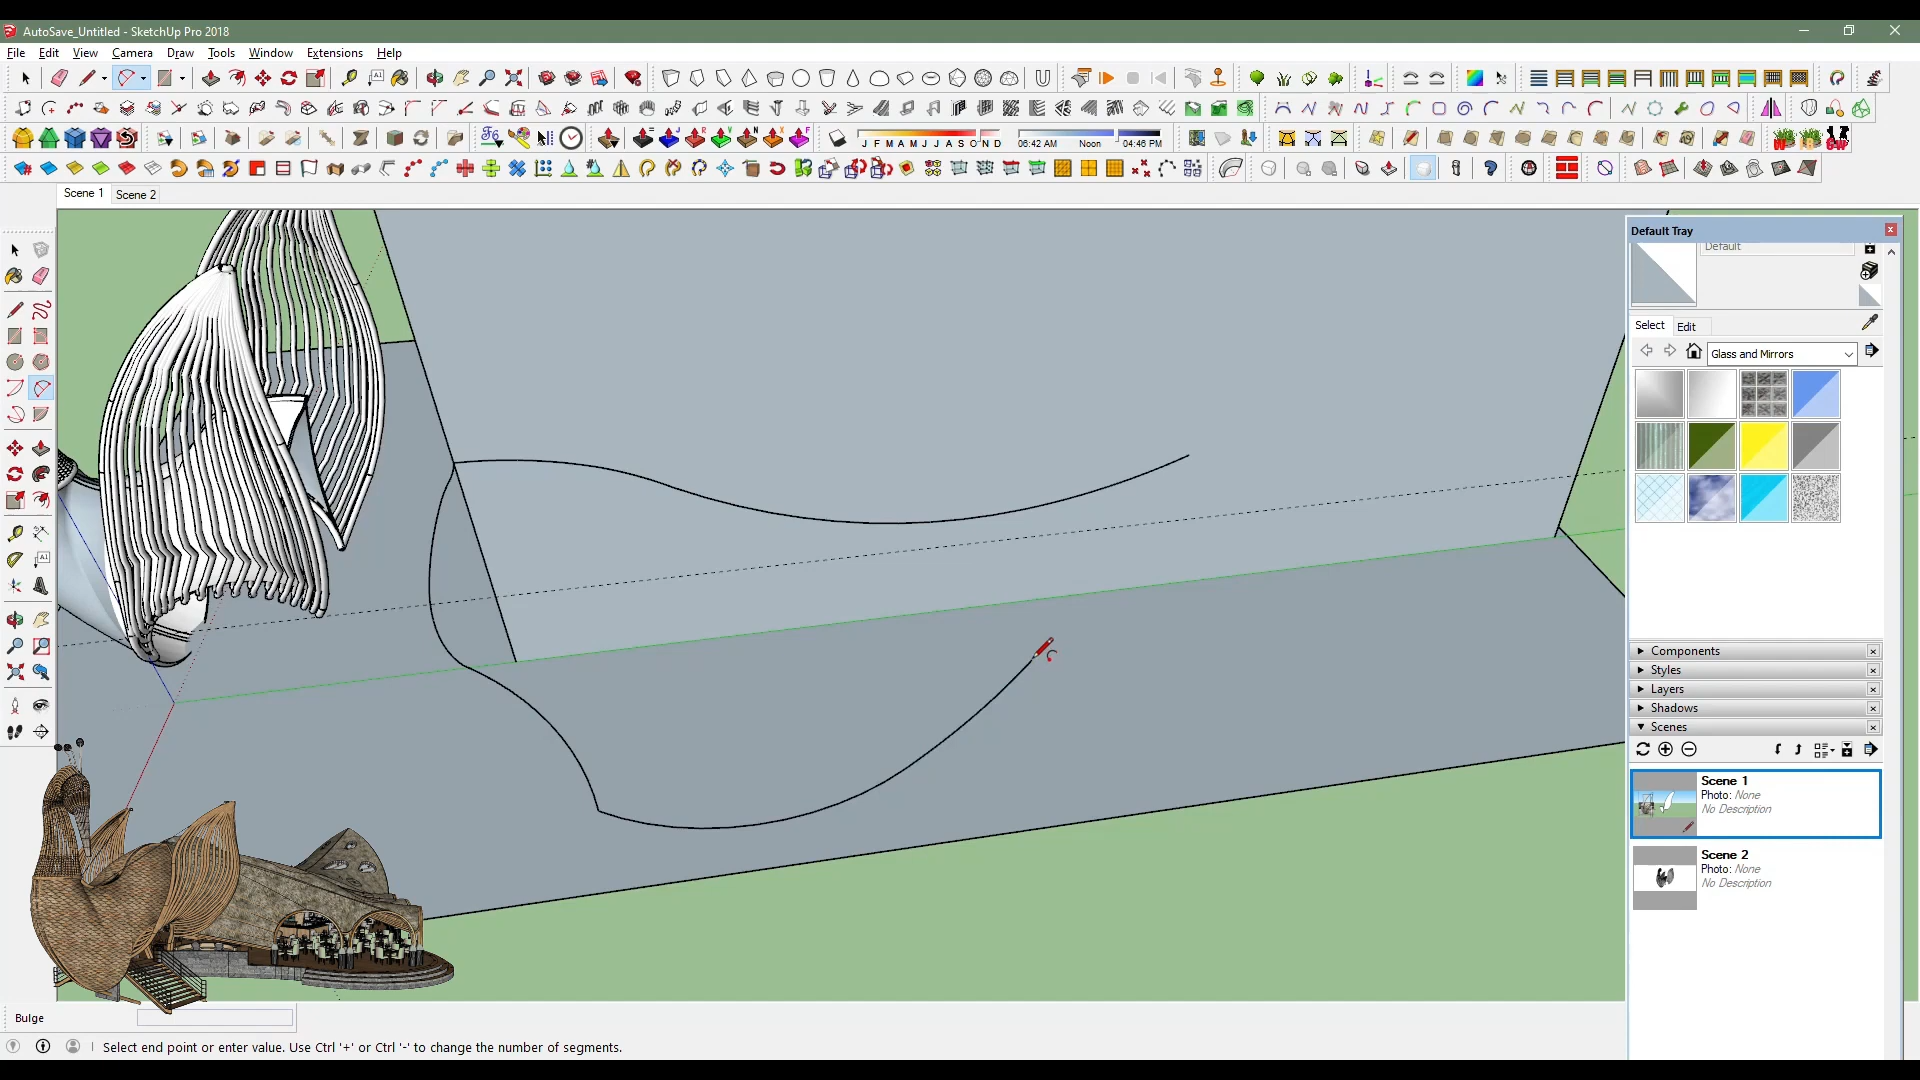 AutoSave_Untitled - SketchUp Pro 2018
File Edit View Camera Draw Tools Window Extensions Help
J F M A M J J A S O N D 06:42 AM Noon 04:46 PM
Scene 1 Scene 2
Default Tray
Default
Select Edit
Glass and Mirrors
Components
Styles
Layers
Shadows
Scenes
Scene 1
Photo: None
No Description
Scene 2
Photo: None
No Description
Bulge
Select end point or enter value. Use Ctrl '+' or Ctrl '-' to change the number of segments.